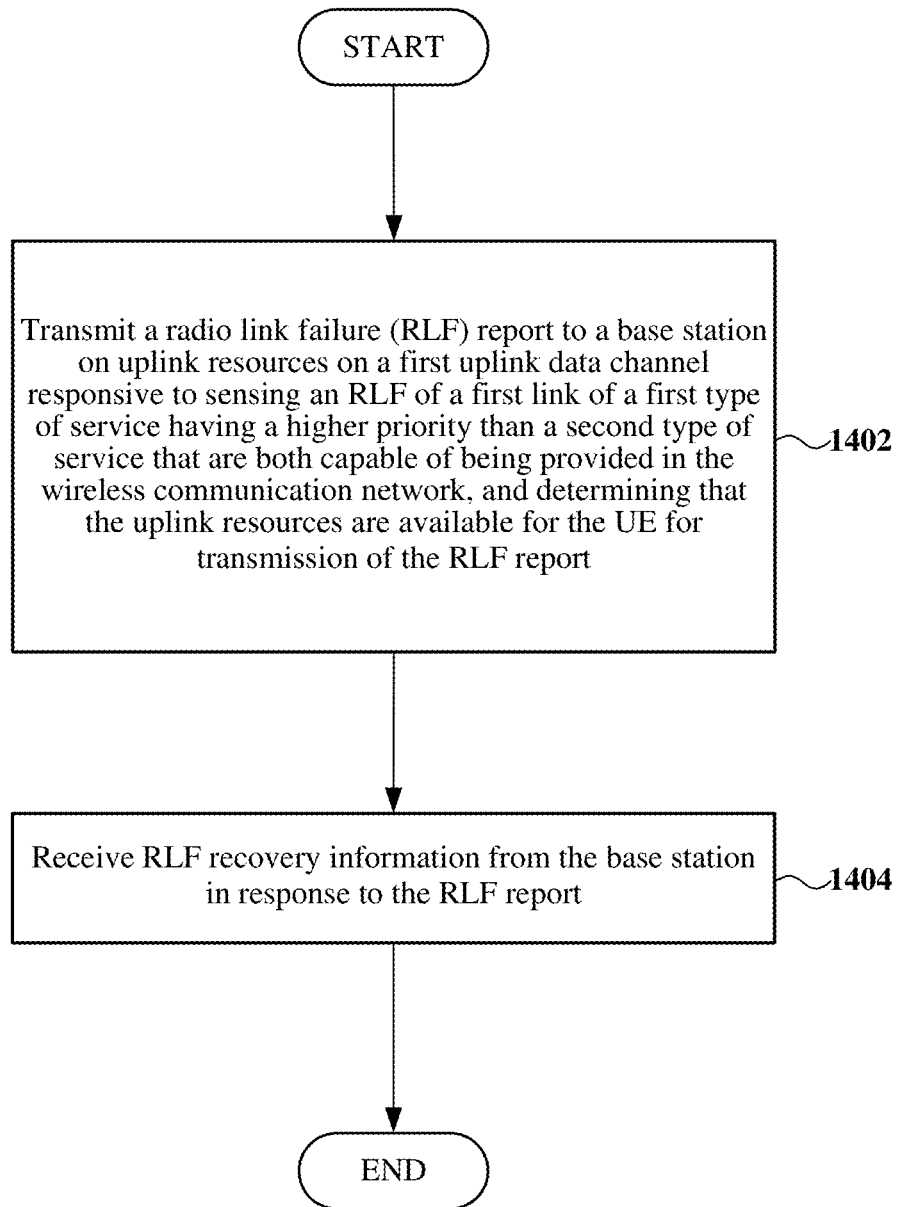 START
Transmit a radio link failure (RLF) report to a base station
on uplink resources on a first uplink data channel
responsive to sensing an RLF of a first link of a first type
of service having a higher priority than a second type of
service that are both capable of being provided in the
wireless communication network, and determining that
the uplink resources are available for the UE for
transmission of the RLF report
1402
Receive RLF recovery information from the base station
in response to the RLF report
1404
END